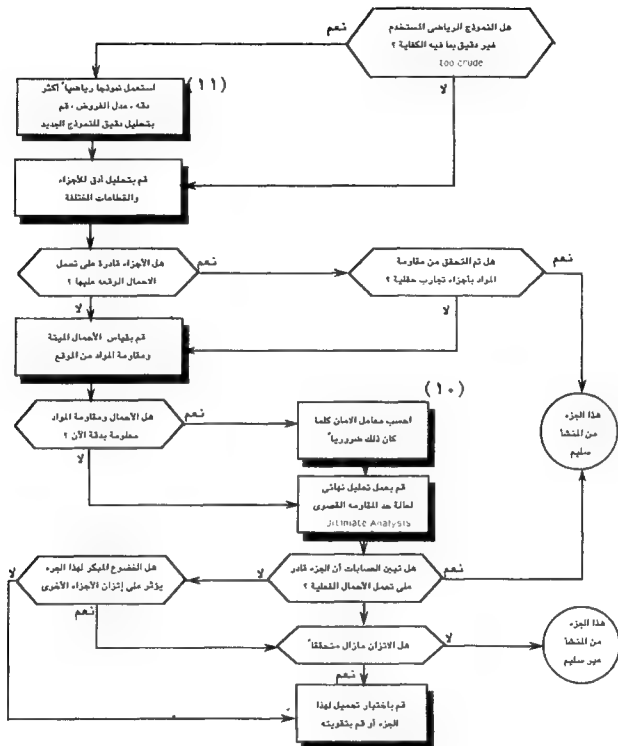 هل النموذج الرياضى المستخدم
غير دقيق بما فيه الكفاية ؟
too crude
نعم
لا
(١١)
استعمل نموذجا رياضيا ً أكثر
دقه ، عدل الفروض ، قم
بتحليل دقيق للنموذج الجديد
قم بتحليل أدق للأجزاء
والقطاعات المختلفة
هل الأجزاء قادرة على تحمل
الاحمال الوقعه عليها ؟
نعم
لا
هل تم التحقق من مقاومة
المواد بأجزاء تجارب حقلية ؟
نعم
لا
قم بقياس الأحمال الميتة
ومقاومة المواد من الموقع
هل الأحمال ومقاومة المواد
معلومة بدقة الآن ؟
نعم
لا
(١٠)
احسب معامل الامان كلما
كان ذلك ضروريا ً
هذا الجزء
من المنشأ
سليم
قم بعمل تحليل نهائى
لحالة حد المقاومه القصوى
Ultimate Analysis
هل تبين الحسابات أن الجزء قادر
على تحمل الأحمال الفعلية ؟
نعم
لا
هل الخضوع المبكر لهذا الجزء
يؤثر على إتزان الأجزاء الأخرى
لا
نعم
هل الاتزان مازال متحققا ً
لا
نعم
هذا الجزء
من المنشأ
غير سليم
قم باختبار تحميل لهذا
الجزء أو قم بتقويته